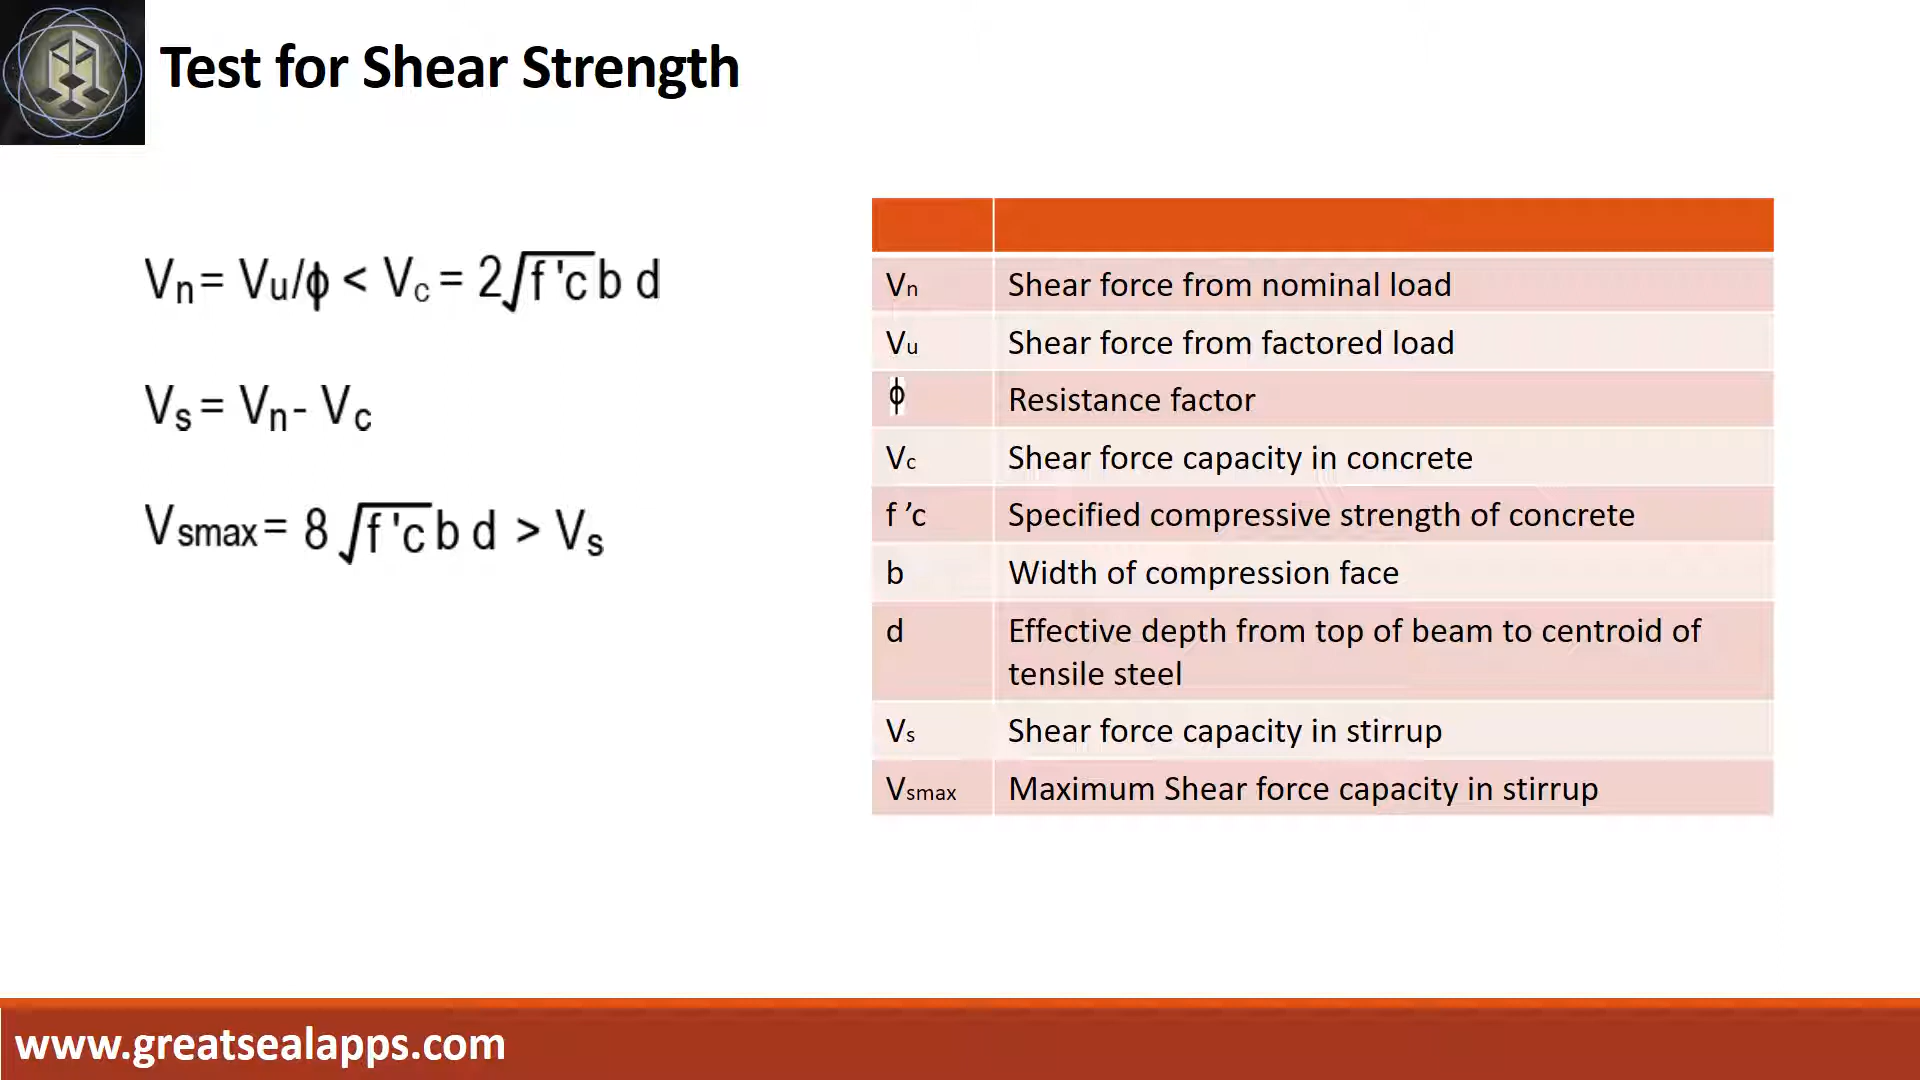 Test for Shear Strength
Vn = Vu/ϕ < Vc = 2√f 'c b d
Vs = Vn - Vc
Vsmax = 8 √f 'c b d > Vs
Vn Shear force from nominal load
Vu Shear force from factored load
ϕ Resistance factor
Vc Shear force capacity in concrete
f ’c Specified compressive strength of concrete
b Width of compression face
d Effective depth from top of beam to centroid of
tensile steel
Vs Shear force capacity in stirrup
Vsmax Maximum Shear force capacity in stirrup
www.greatsealapps.com